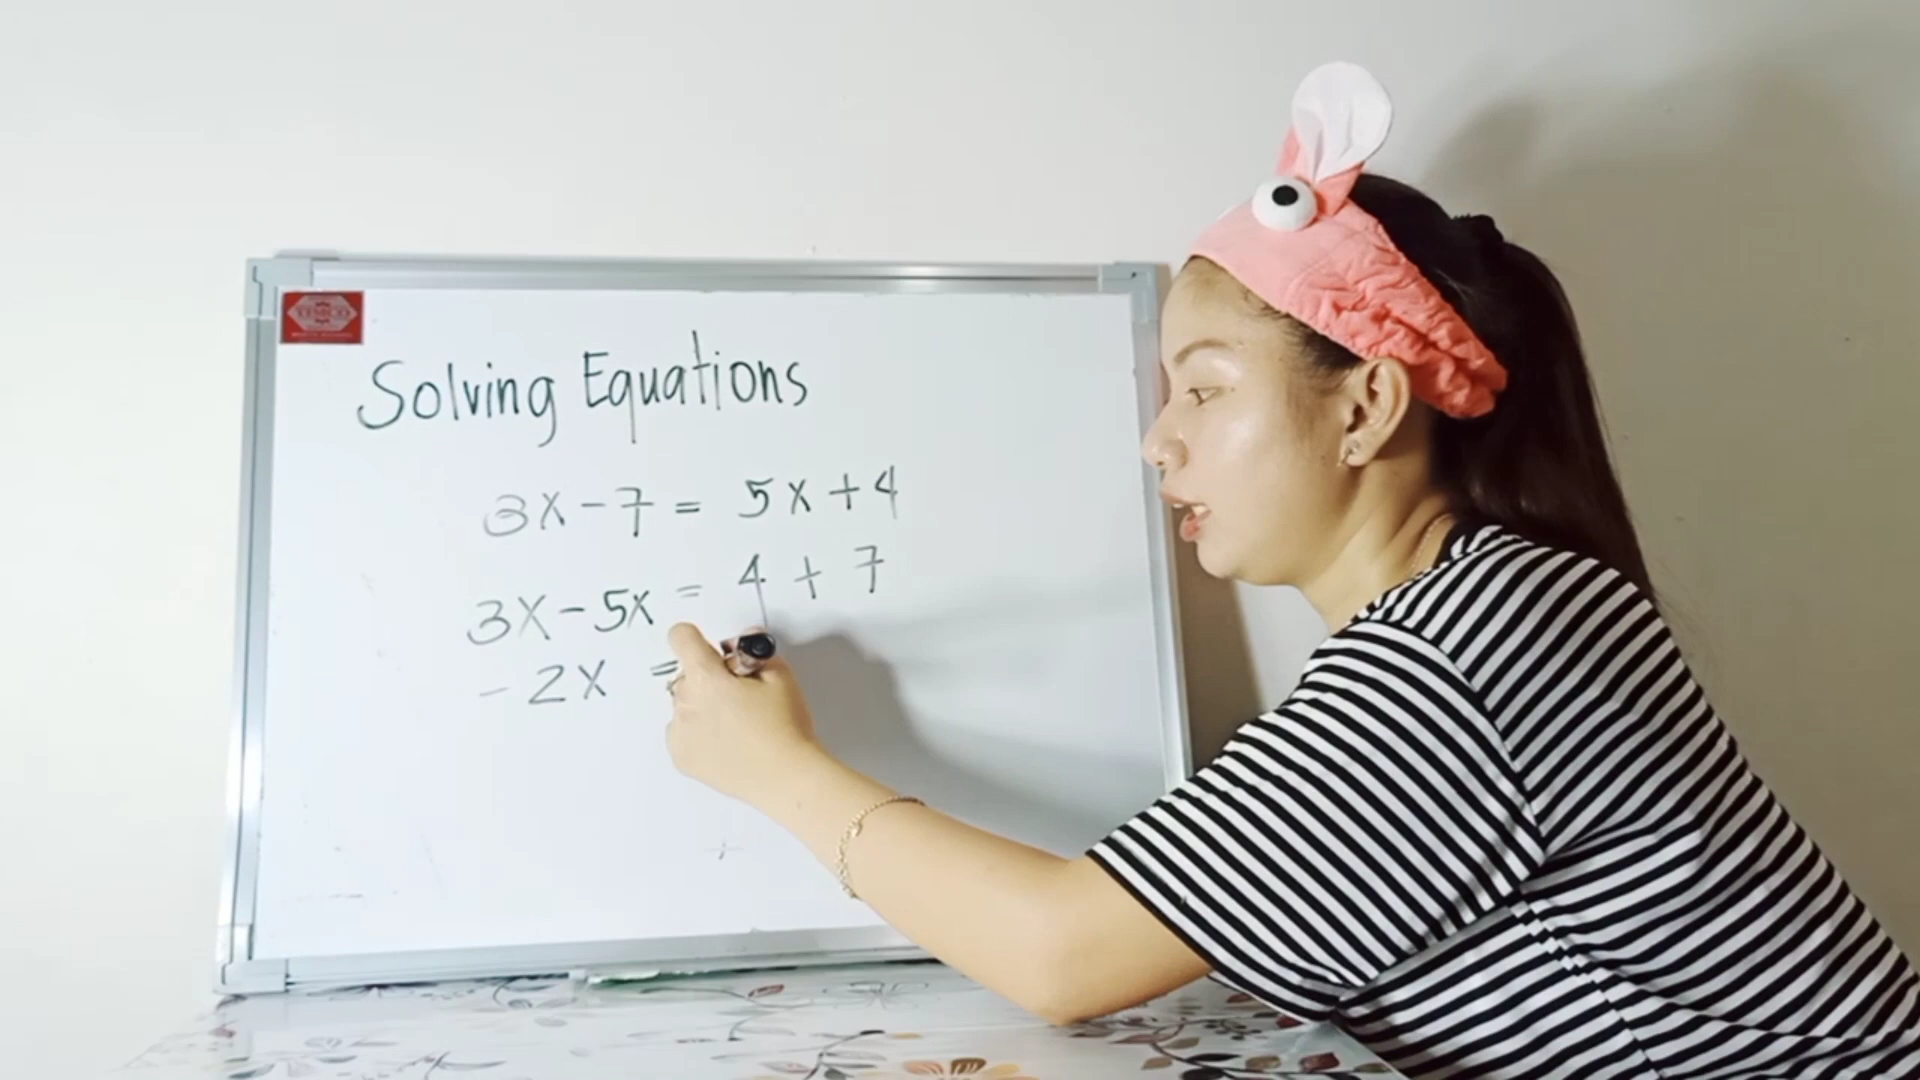 Solving Equations
3x - 7 = 5x + 4
3x - 5x = 4 + 7
- 2x =